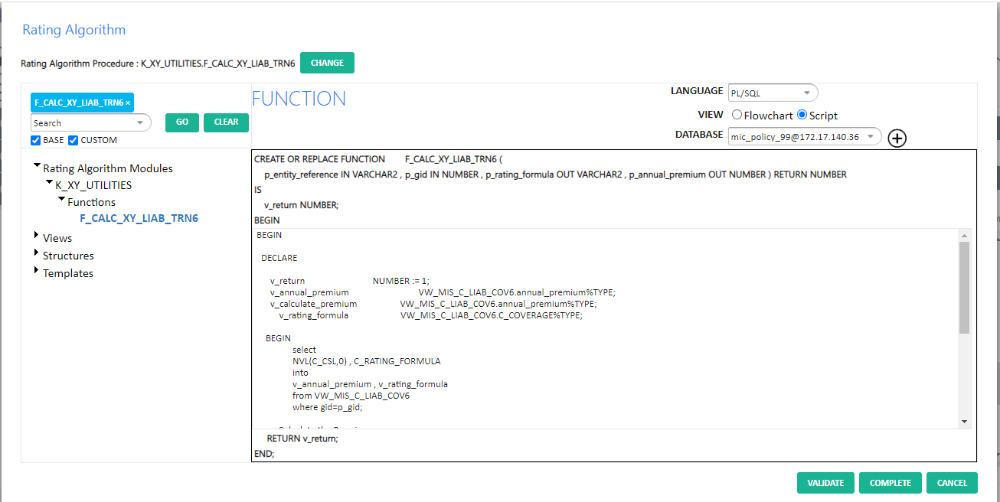 Rating Algorithm
Rating Algorithm Procedure : K_XY_UTILITIES.F_CALC_XY_LIAB_TRN6 CHANGE
F_CALC_XY_LIAB_TRN6 ×
Search GO CLEAR
BASE CUSTOM
Rating Algorithm Modules
K_XY_UTILITIES
Functions
F_CALC_XY_LIAB_TRN6
Views
Structures
Templates
FUNCTION
LANGUAGE PL/SQL
VIEW Flowchart Script
DATABASE mic_policy_99@172.17.140.36
CREATE OR REPLACE FUNCTION F_CALC_XY_LIAB_TRN6 (
p_entity_reference IN VARCHAR2 , p_gid IN NUMBER , p_rating_formula OUT VARCHAR2 , p_annual_premium OUT NUMBER ) RETURN NUMBER
IS
v_return NUMBER;
BEGIN
BEGIN
DECLARE
v_return NUMBER := 1;
v_annual_premium VW_MIS_C_LIAB_COV6.annual_premium%TYPE;
v_calculate_premium VW_MIS_C_LIAB_COV6.annual_premium%TYPE;
v_rating_formula VW_MIS_C_LIAB_COV6.C_COVERAGE%TYPE;
BEGIN
select
NVL(C_CSL,0) , C_RATING_FORMULA
into
v_annual_premium , v_rating_formula
from VW_MIS_C_LIAB_COV6
where gid=p_gid;
RETURN v_return;
END;
VALIDATE COMPLETE CANCEL